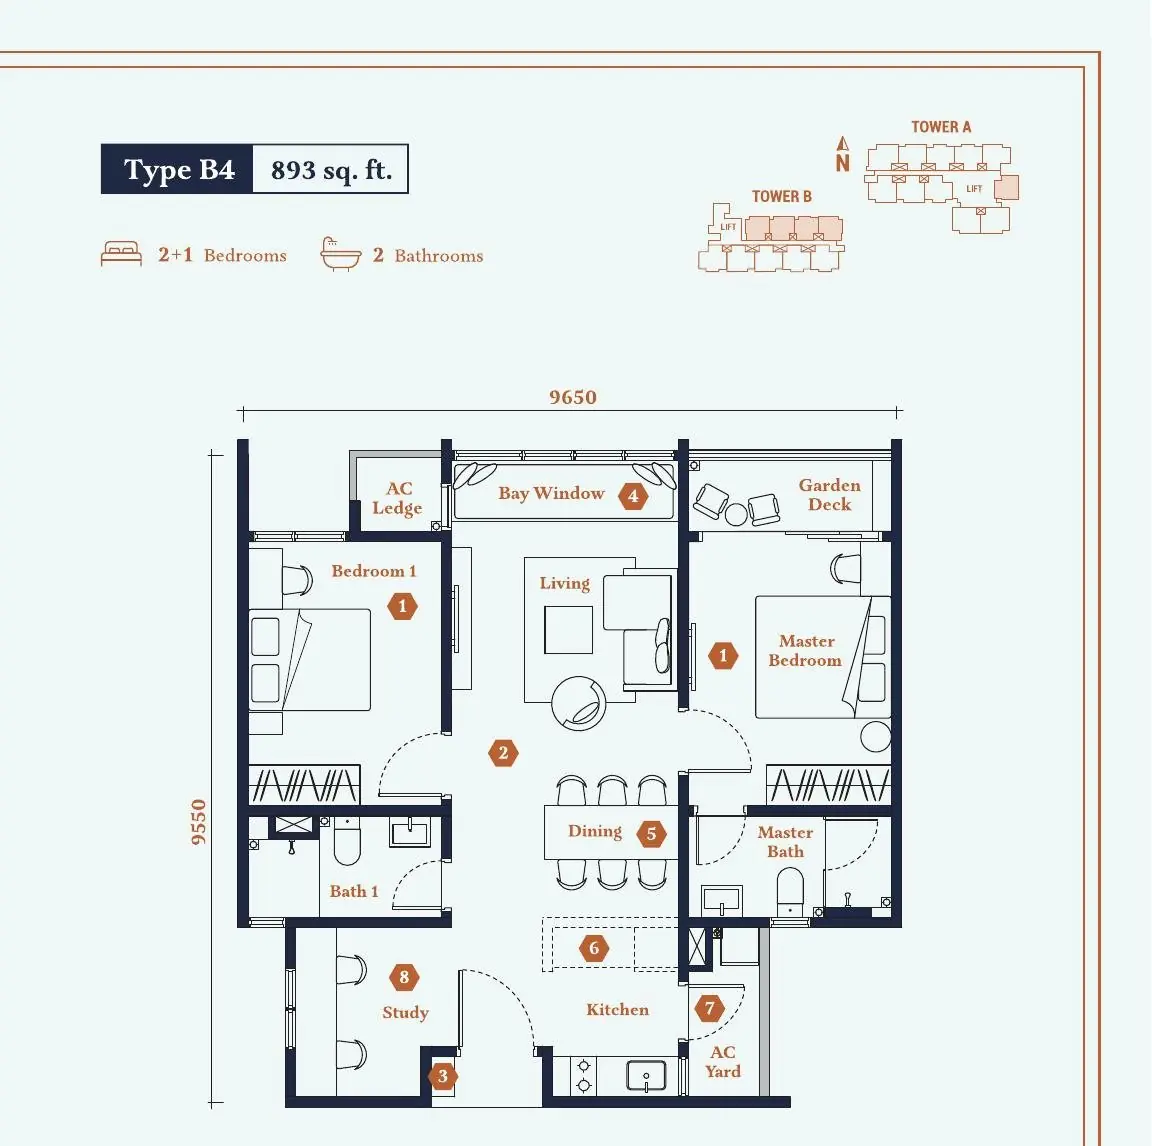 TOWER A
N
LIFT
Type B4
893 sq. ft.
TOWER B
LIFT
2+1 Bedrooms
2 Bathrooms
9650
AC
Ledge
Bay Window
4
Garden
Deck
Bedroom 1
1
Living
Master
Bedroom
1
2
9550
Dining
5
Master
Bath
Bath 1
6
8
Study
Kitchen
7
AC
Yard
3